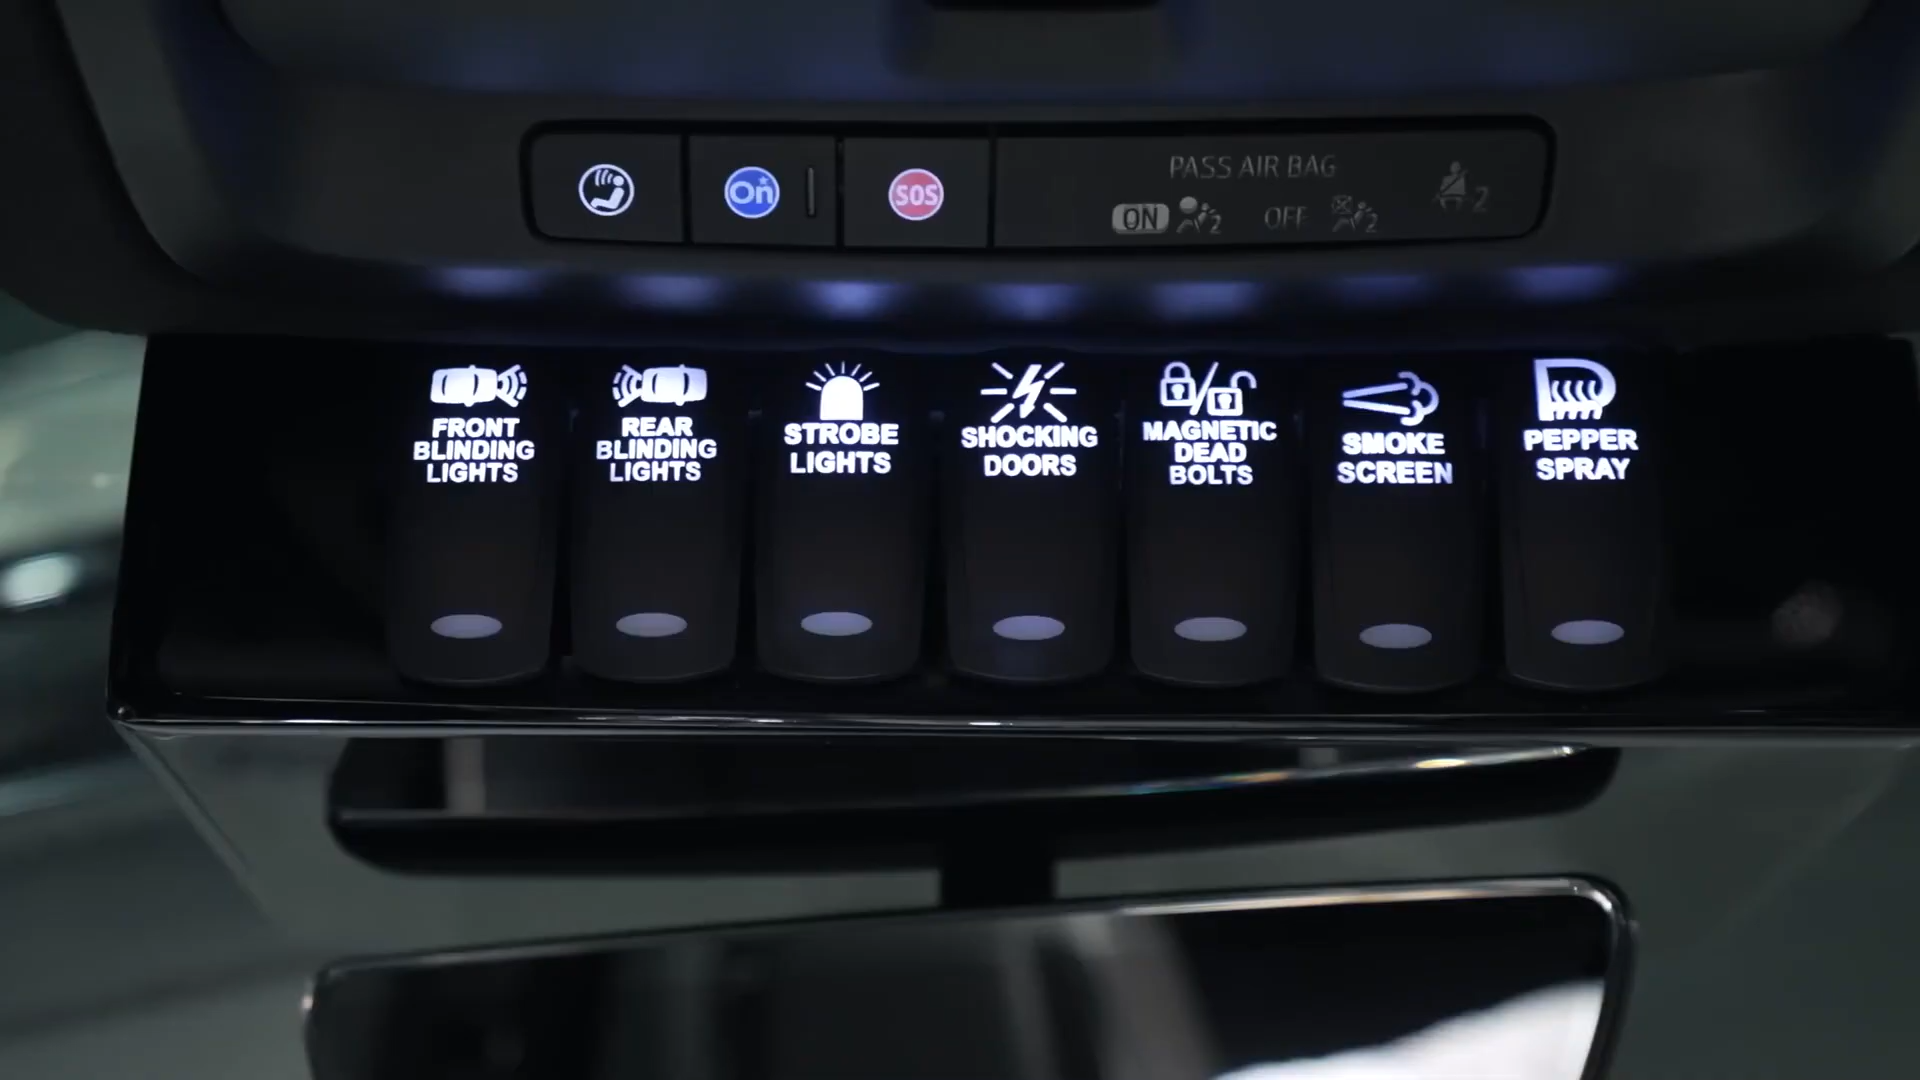 On
SOS
PASS AIR BAG
ON 2 OFF 2
2
FRONT
BLINDING
LIGHTS
REAR
BLINDING
LIGHTS
STROBE
LIGHTS
SHOCKING
DOORS
MAGNETIC
DEAD
BOLTS
SMOKE
SCREEN
PEPPER
SPRAY